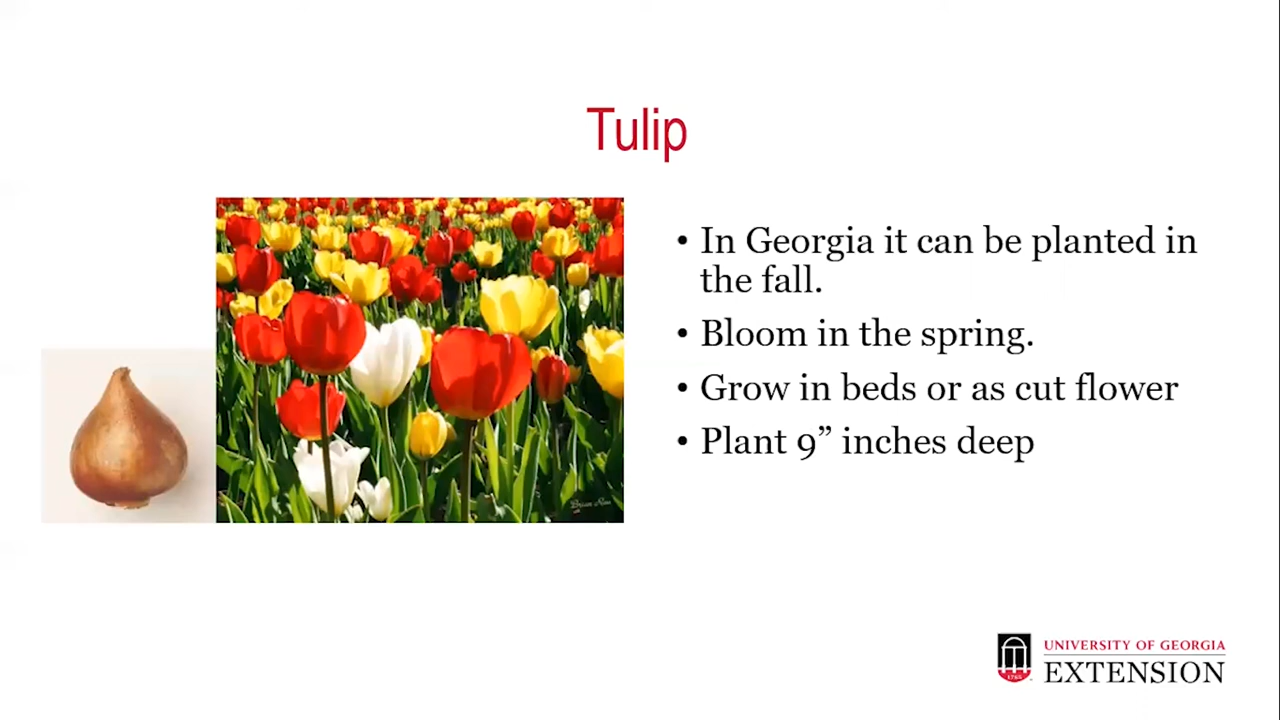 Tulip
• In Georgia it can be planted in
the fall.
• Bloom in the spring.
• Grow in beds or as cut flower
• Plant 9” inches deep
UNIVERSITY OF GEORGIA
EXTENSION
1785